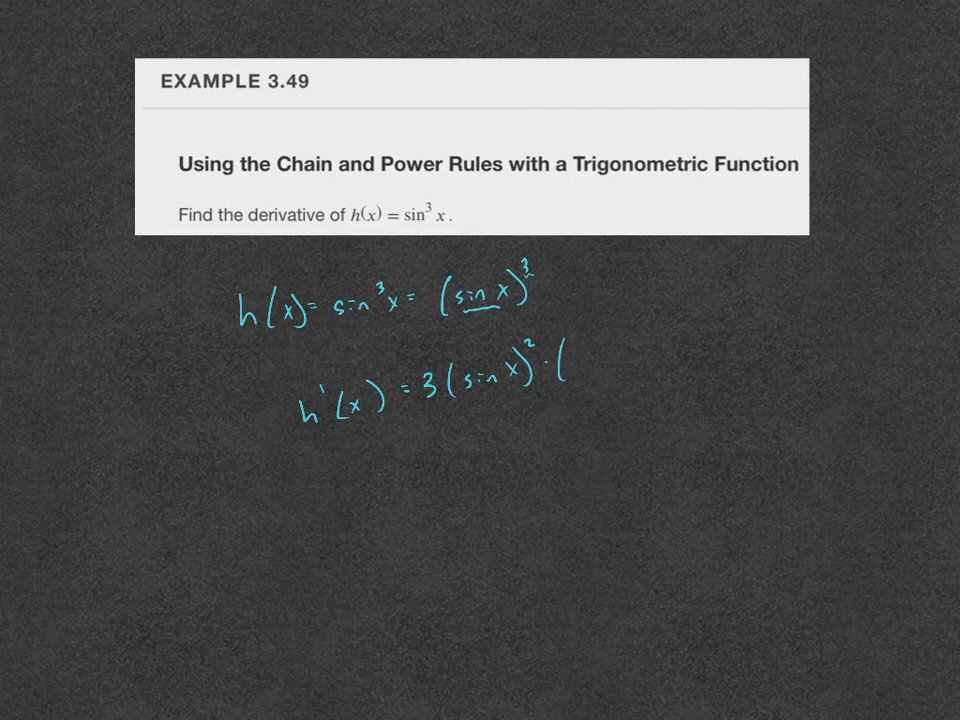 EXAMPLE 3.49
Using the Chain and Power Rules with a Trigonometric Function
Find the derivative of h(x) = sin³ x .
h(x) = sin³x = (sin x)³
h'(x) = 3(sin x)² · (